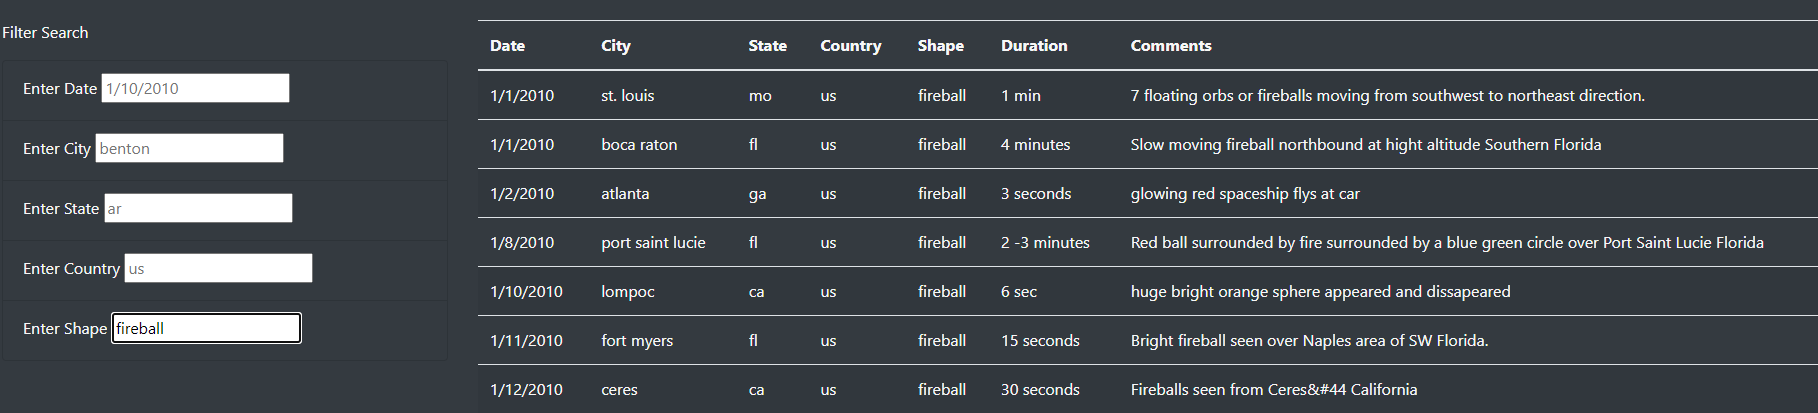 Filter Search
Enter Date 1/10/2010
Enter City benton
Enter State ar
Enter Country us
Enter Shape fireball
Date City State Country Shape Duration Comments
1/1/2010 st. louis mo us fireball 1 min 7 floating orbs or fireballs moving from southwest to northeast direction.
1/1/2010 boca raton fl us fireball 4 minutes Slow moving fireball northbound at hight altitude Southern Florida
1/2/2010 atlanta ga us fireball 3 seconds glowing red spaceship flys at car
1/8/2010 port saint lucie fl us fireball 2 -3 minutes Red ball surrounded by fire surrounded by a blue green circle over Port Saint Lucie Florida
1/10/2010 lompoc ca us fireball 6 sec huge bright orange sphere appeared and dissapeared
1/11/2010 fort myers fl us fireball 15 seconds Bright fireball seen over Naples area of SW Florida.
1/12/2010 ceres ca us fireball 30 seconds Fireballs seen from Ceres&#44 California